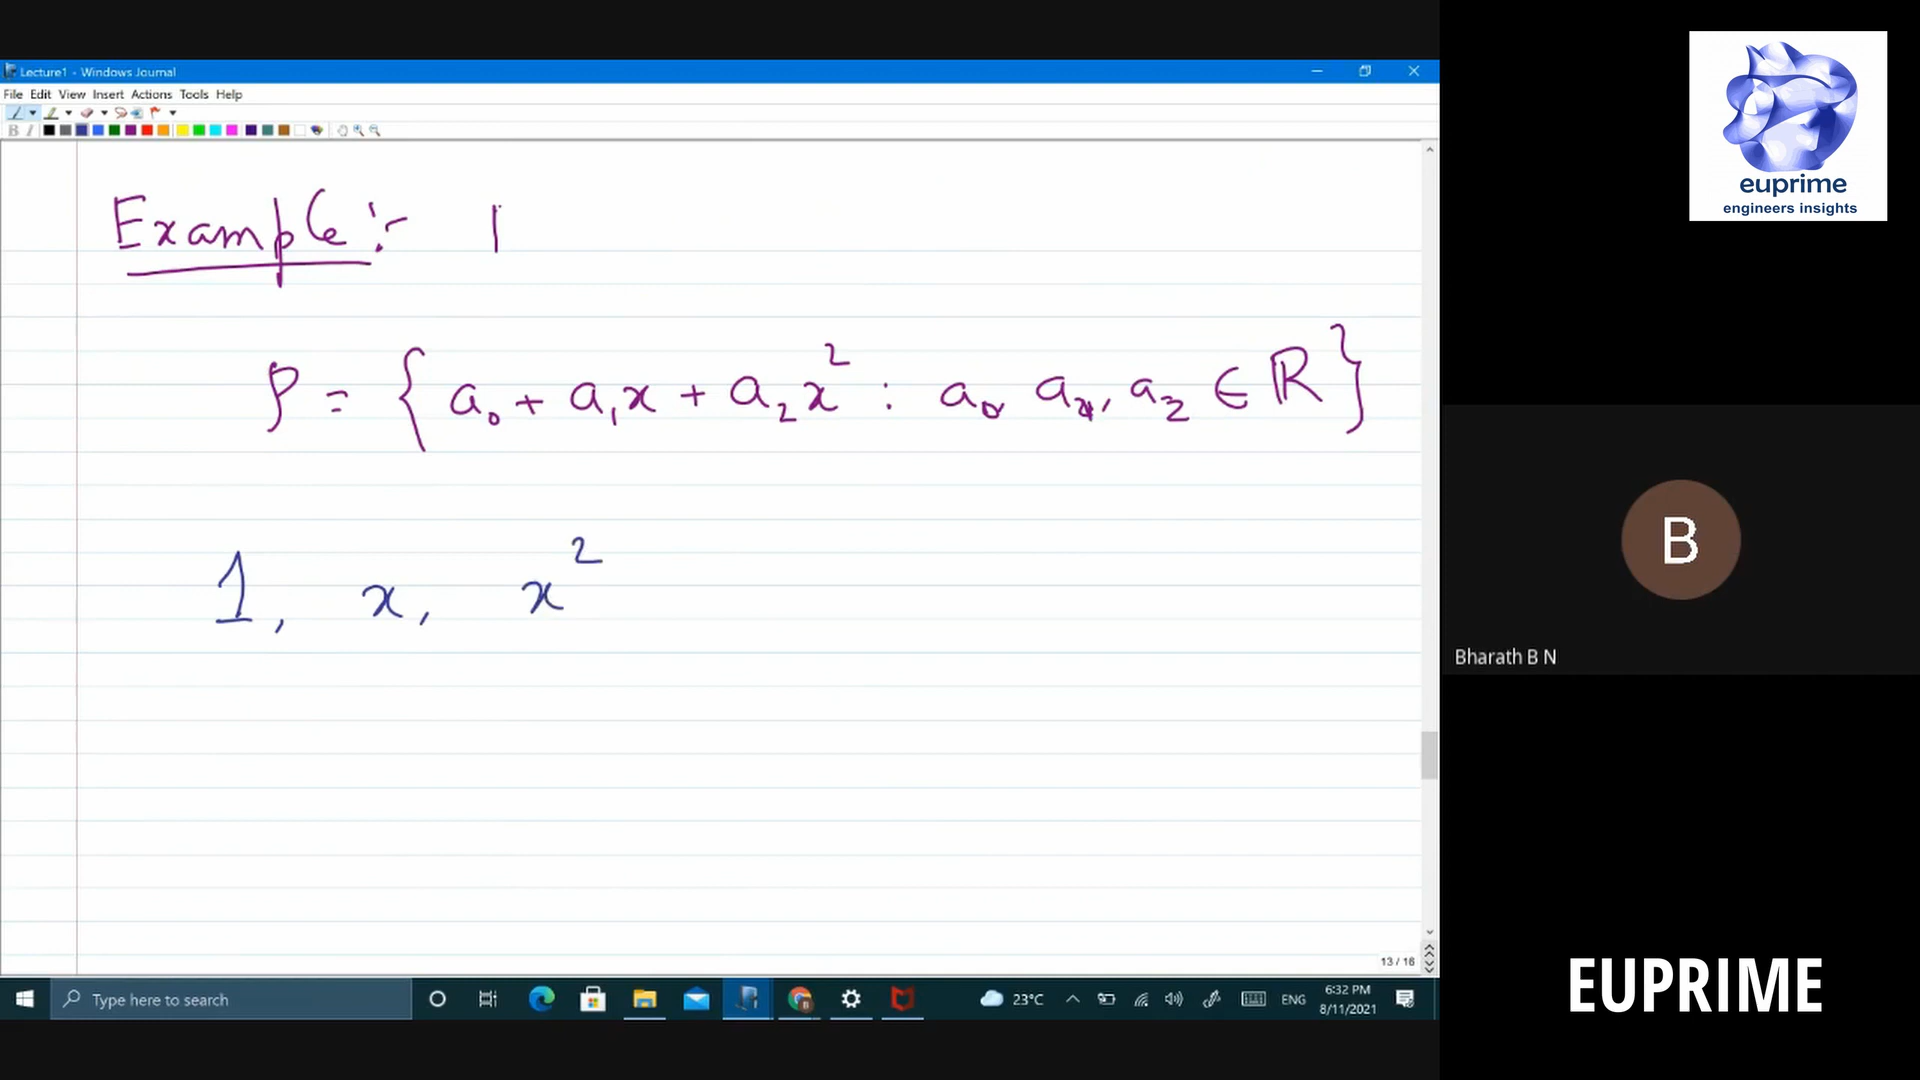 Lecture1 - Windows Journal
File Edit View Insert Actions Tools Help
B I
Example :- 1
P = { a₀ + a₁x + a₂x² : a₀ a₁, a₂ ∈ ℝ }
1, x, x²
13 / 16
Type here to search
23°C
ENG
6:32 PM
8/11/2021
euprime
engineers insights
B
Bharath B N
EUPRIME